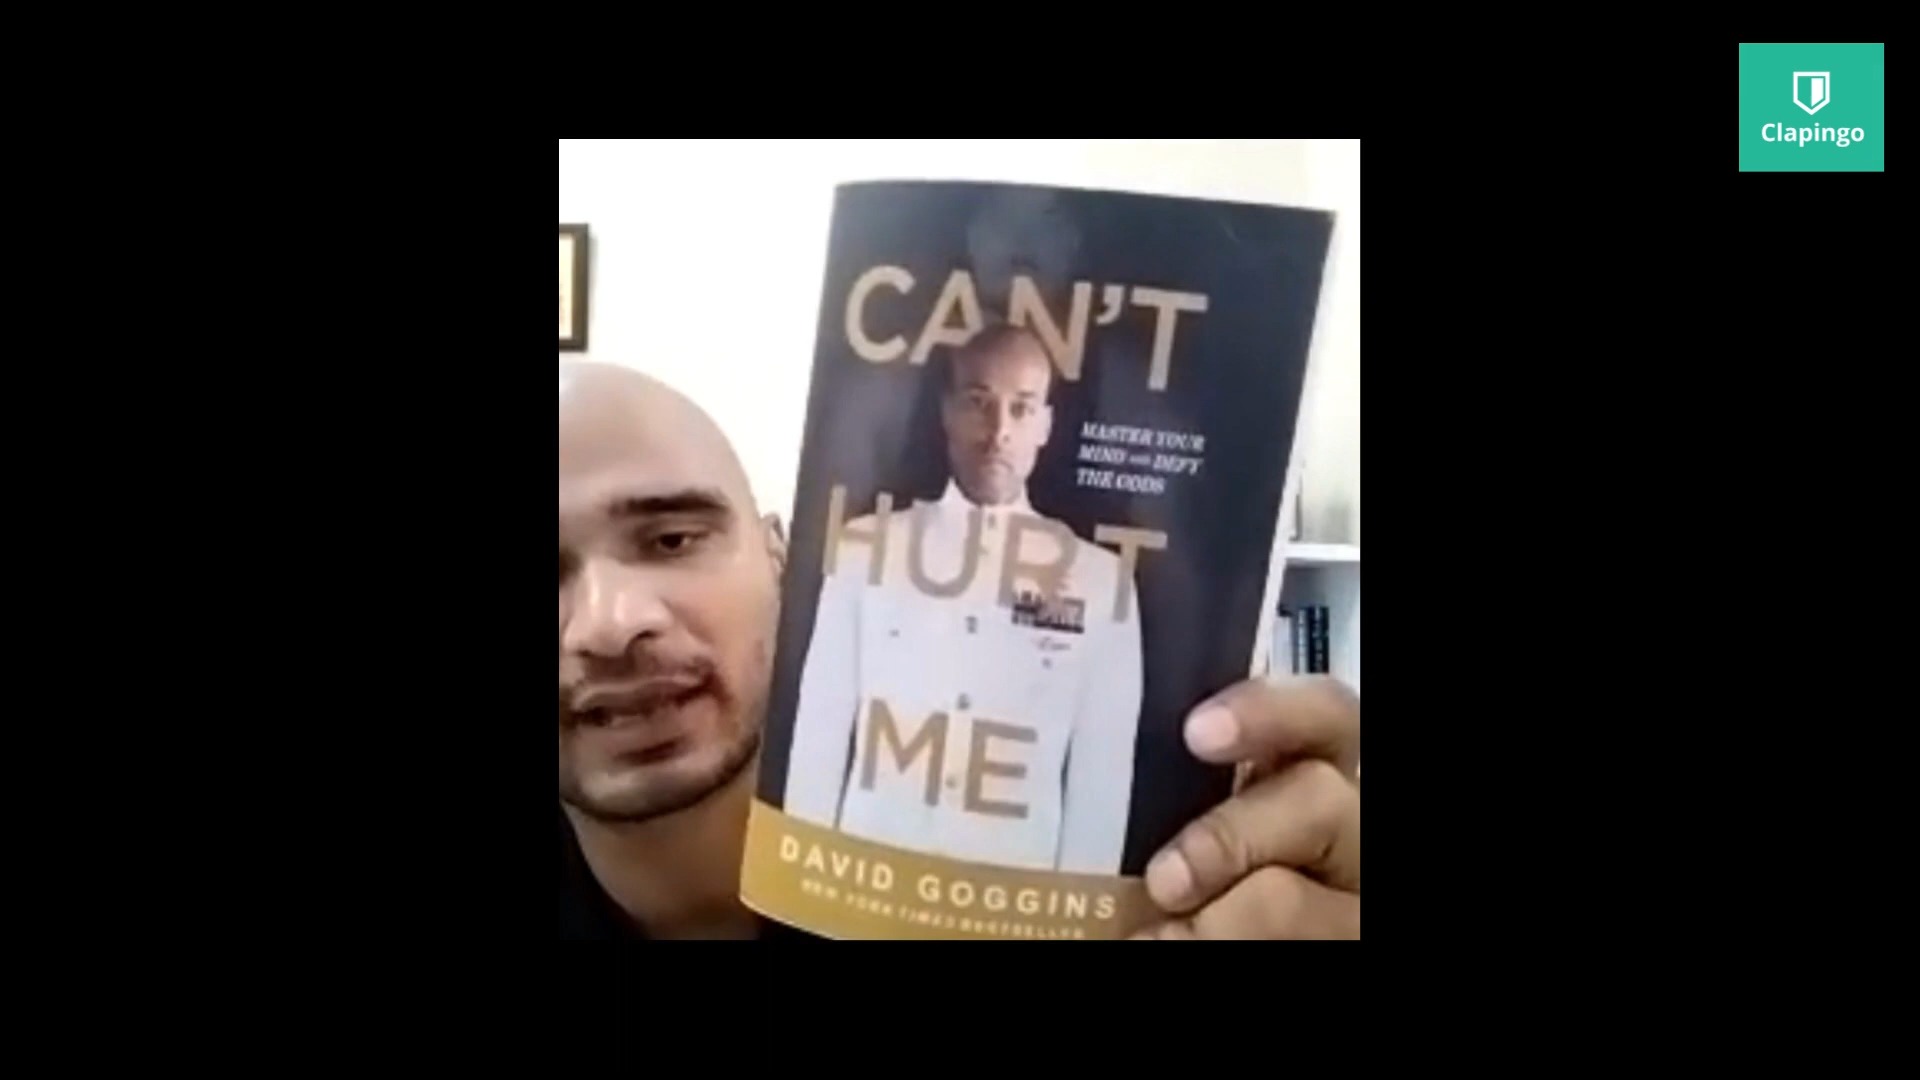 Clapingo
CAN'T
MASTER YOUR
MIND AND DEFY
THE ODDS
HURT
ME
DAVID GOGGINS
NEW YORK TIMES BESTSELLER